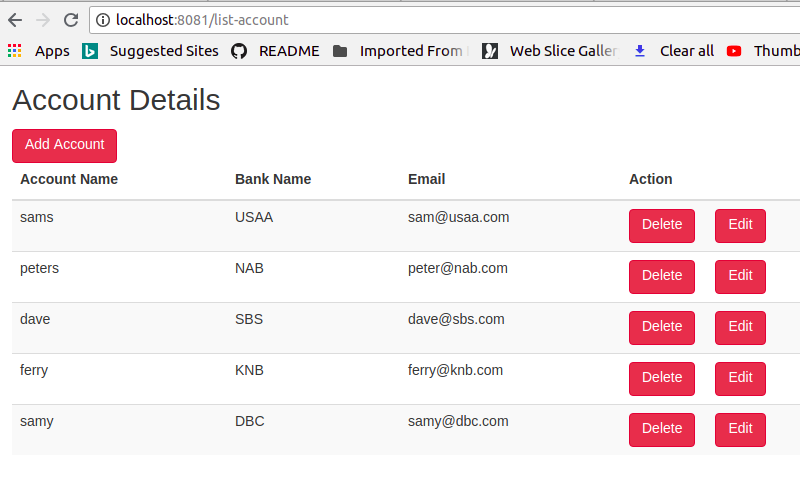 localhost:8081/list-account
Apps Suggested Sites README Imported From Web Slice Galler Clear all Thumb
Account Details
Add Account
Account Name Bank Name Email Action
sams USAA sam@usaa.com Delete Edit
peters NAB peter@nab.com Delete Edit
dave SBS dave@sbs.com Delete Edit
ferry KNB ferry@knb.com Delete Edit
samy DBC samy@dbc.com Delete Edit